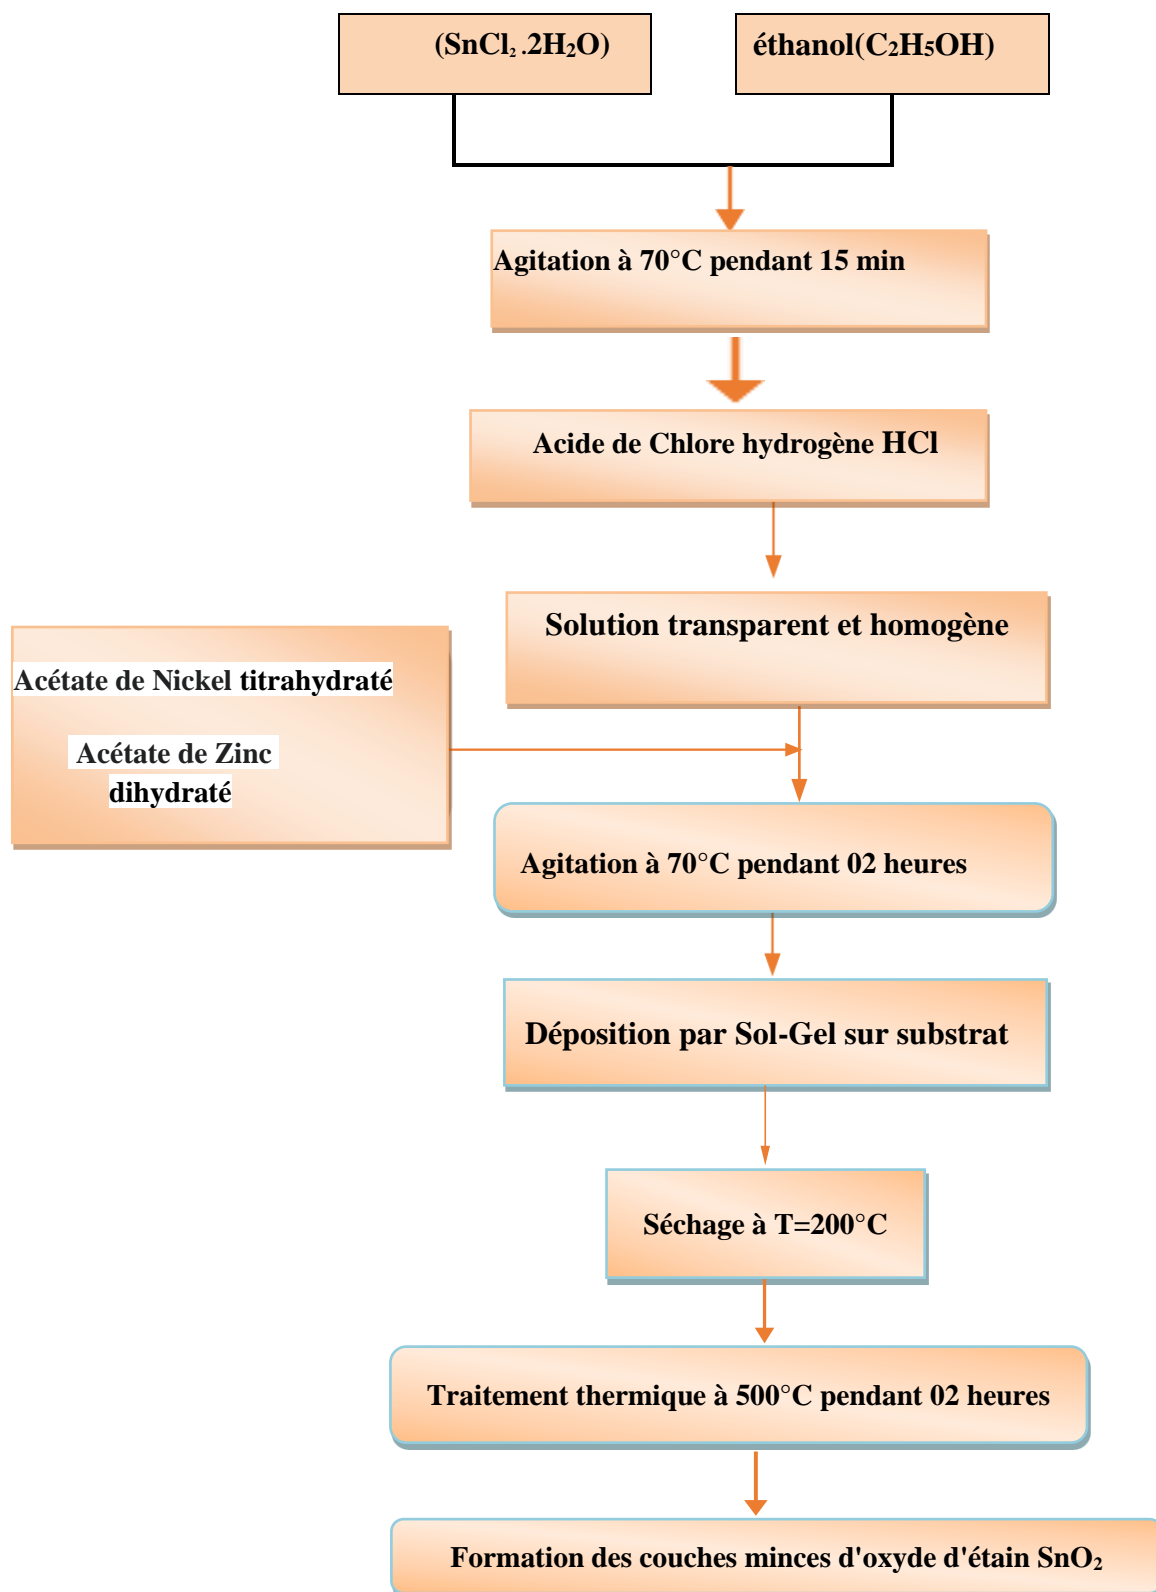 (SnCl₂ .2H₂O)
éthanol(C₂H₅OH)
Agitation à 70°C pendant 15 min
Acide de Chlore hydrogène HCl
Solution transparent et homogène
Acétate de Nickel titrahydraté
Acétate de Zinc
dihydraté
Agitation à 70°C pendant 02 heures
Déposition par Sol-Gel sur substrat
Séchage à T=200°C
Traitement thermique à 500°C pendant 02 heures
Formation des couches minces d'oxyde d'étain SnO₂